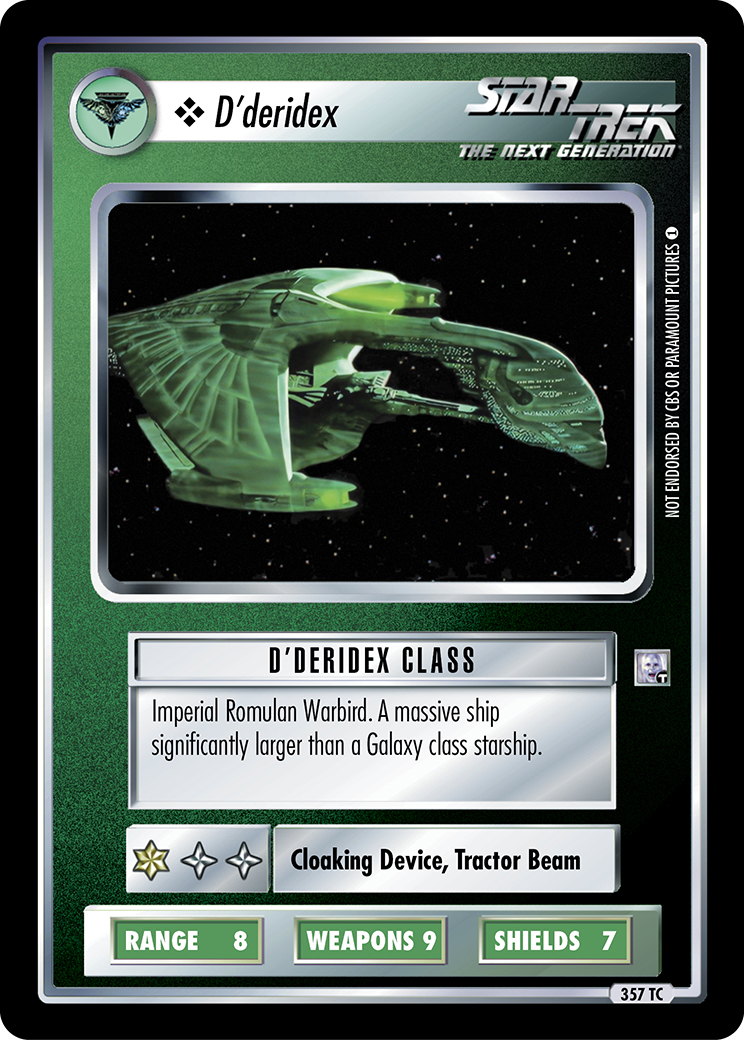 ❖ D'deridex
STAR TREK
THE NEXT GENERATION
NOT ENDORSED BY CBS OR PARAMOUNT PICTURES 1
D'DERIDEX CLASS
Imperial Romulan Warbird. A massive ship
significantly larger than a Galaxy class starship.
T
Cloaking Device, Tractor Beam
RANGE 8 WEAPONS 9 SHIELDS 7
357 TC